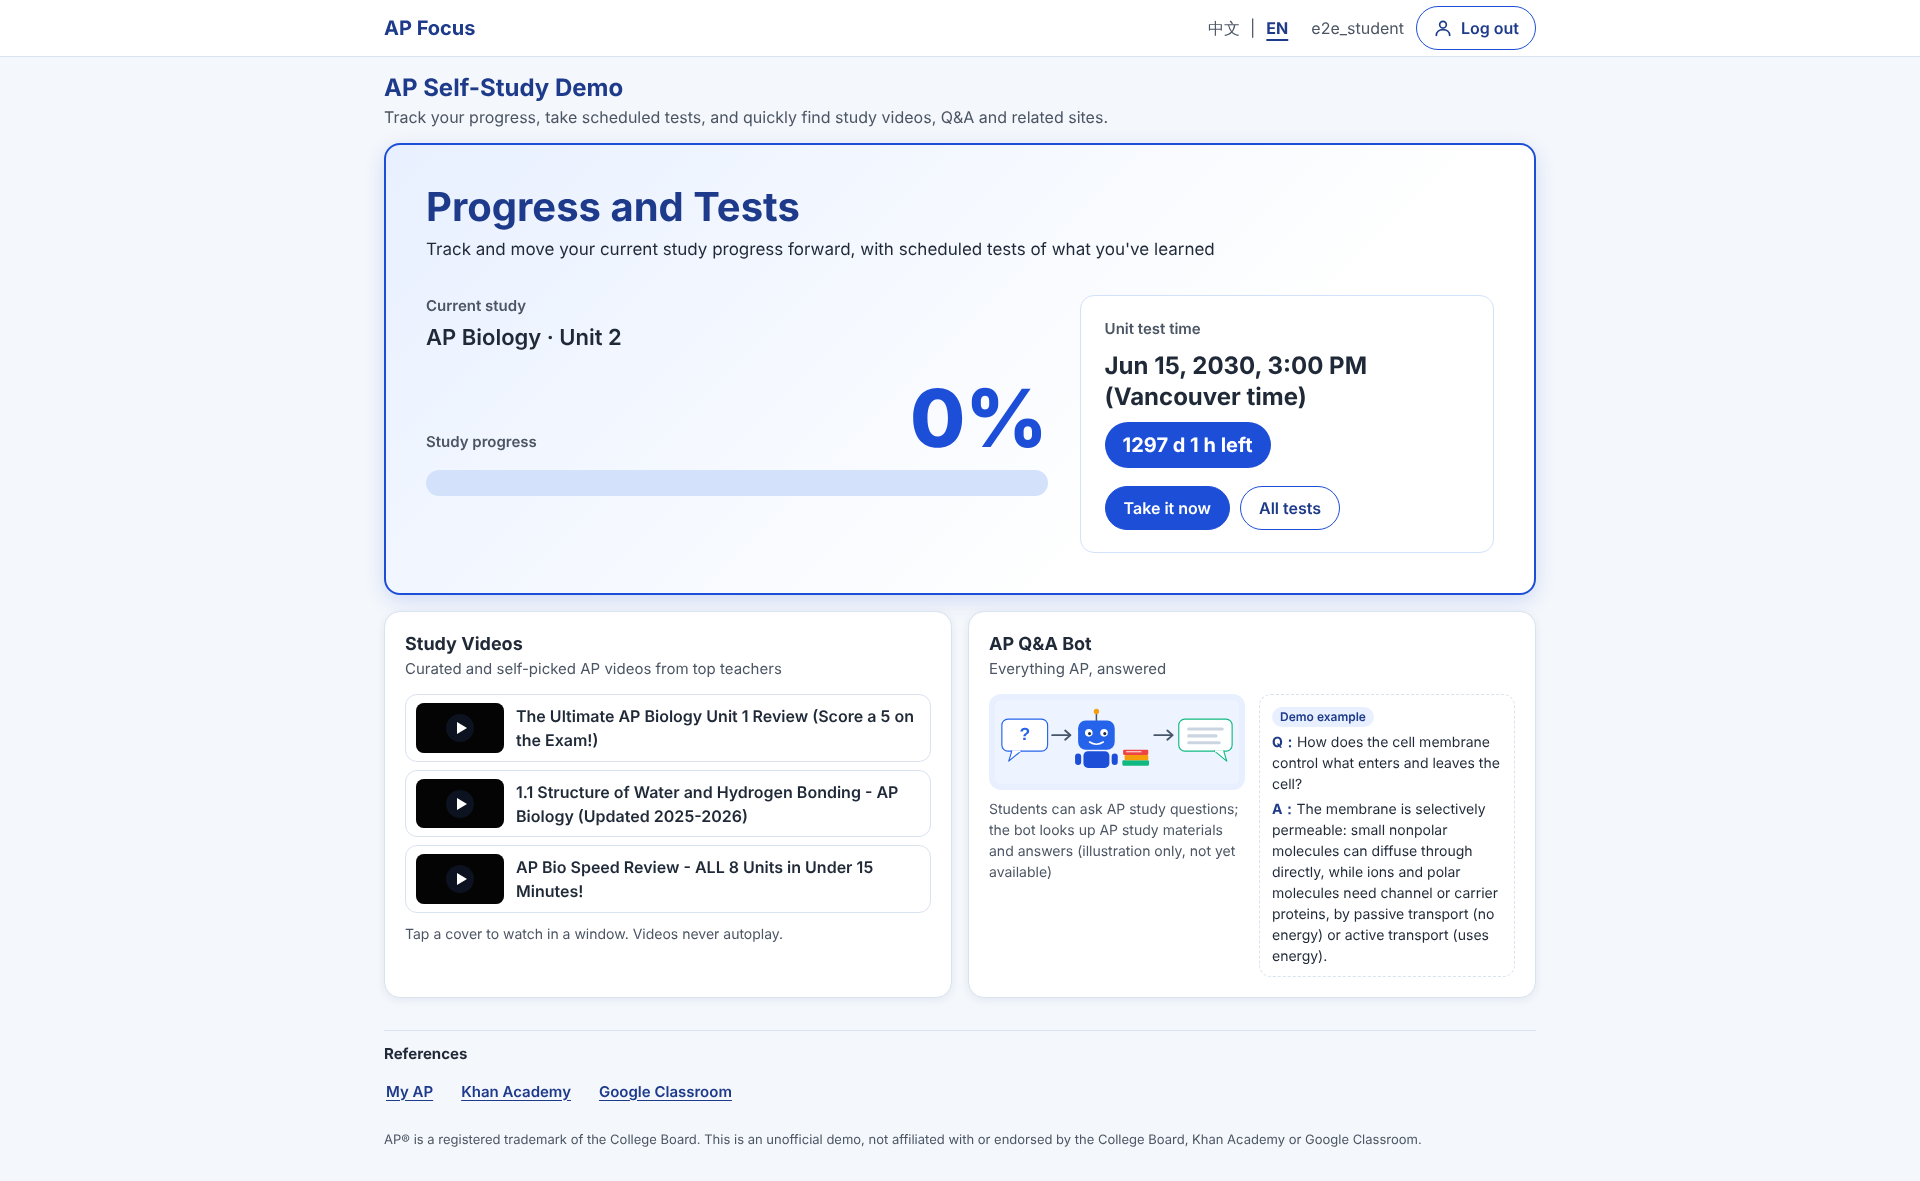 AP Focus
中文 | EN e2e_student Log out
AP Self-Study Demo
Track your progress, take scheduled tests, and quickly find study videos, Q&A and related sites.
Progress and Tests
Track and move your current study progress forward, with scheduled tests of what you've learned
Current study
AP Biology · Unit 2
Study progress
0%
Unit test time
Jun 15, 2030, 3:00 PM
(Vancouver time)
1297 d 1 h left
Take it now
All tests
Study Videos
Curated and self-picked AP videos from top teachers
The Ultimate AP Biology Unit 1 Review (Score a 5 on
the Exam!)
1.1 Structure of Water and Hydrogen Bonding - AP
Biology (Updated 2025-2026)
AP Bio Speed Review - ALL 8 Units in Under 15
Minutes!
Tap a cover to watch in a window. Videos never autoplay.
AP Q&A Bot
Everything AP, answered
?
Students can ask AP study questions;
the bot looks up AP study materials
and answers (illustration only, not yet
available)
Demo example
Q：How does the cell membrane
control what enters and leaves the
cell?
A：The membrane is selectively
permeable: small nonpolar
molecules can diffuse through
directly, while ions and polar
molecules need channel or carrier
proteins, by passive transport (no
energy) or active transport (uses
energy).
References
My AP
Khan Academy
Google Classroom
AP® is a registered trademark of the College Board. This is an unofficial demo, not affiliated with or endorsed by the College Board, Khan Academy or Google Classroom.